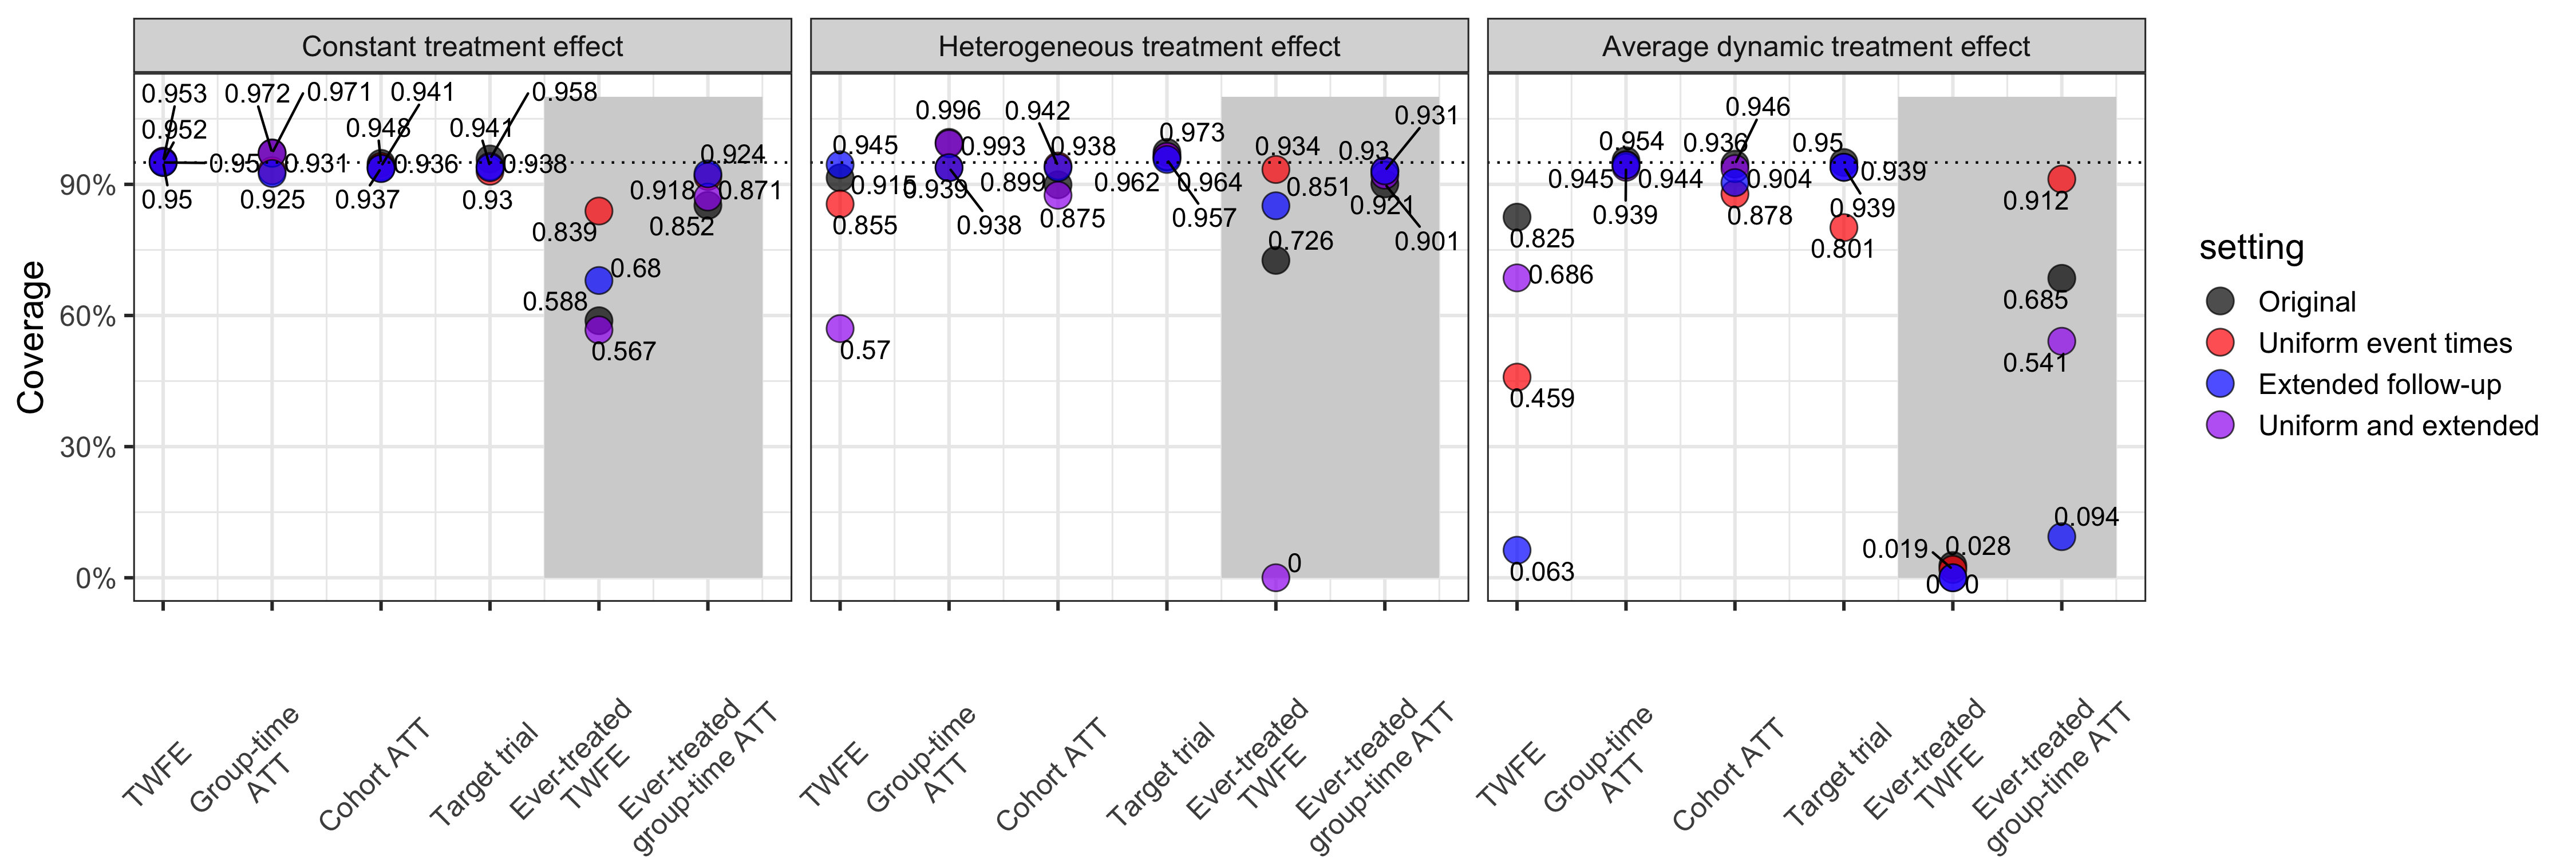 Constant treatment effect
Heterogeneous treatment effect
Average dynamic treatment effect
Coverage
90%
60%
30%
0%
0.953
0.972
0.971
0.941
0.958
0.952
0.948
0.941
0.931
0.936
0.938
0.924
0.95
0.925
0.937
0.93
0.918
0.871
0.839
0.852
0.68
0.588
0.567
0.996
0.942
0.931
0.945
0.993
0.938
0.973
0.934
0.93
0.915
0.939
0.899
0.962
0.964
0.851
0.855
0.938
0.875
0.957
0.921
0.726
0.901
0.57
0
0.946
0.954
0.936
0.95
0.945
0.944
0.904
0.939
0.939
0.878
0.939
0.912
0.825
0.801
0.686
0.685
0.541
0.459
0.094
0.063
0.019
0.028
0
0
TWFE
Group-time
ATT
Cohort ATT
Target trial
Ever-treated
TWFE
Ever-treated
group-time ATT
TWFE
Group-time
ATT
Cohort ATT
Target trial
Ever-treated
TWFE
Ever-treated
group-time ATT
TWFE
Group-time
ATT
Cohort ATT
Target trial
Ever-treated
TWFE
Ever-treated
group-time ATT
setting
Original
Uniform event times
Extended follow-up
Uniform and extended